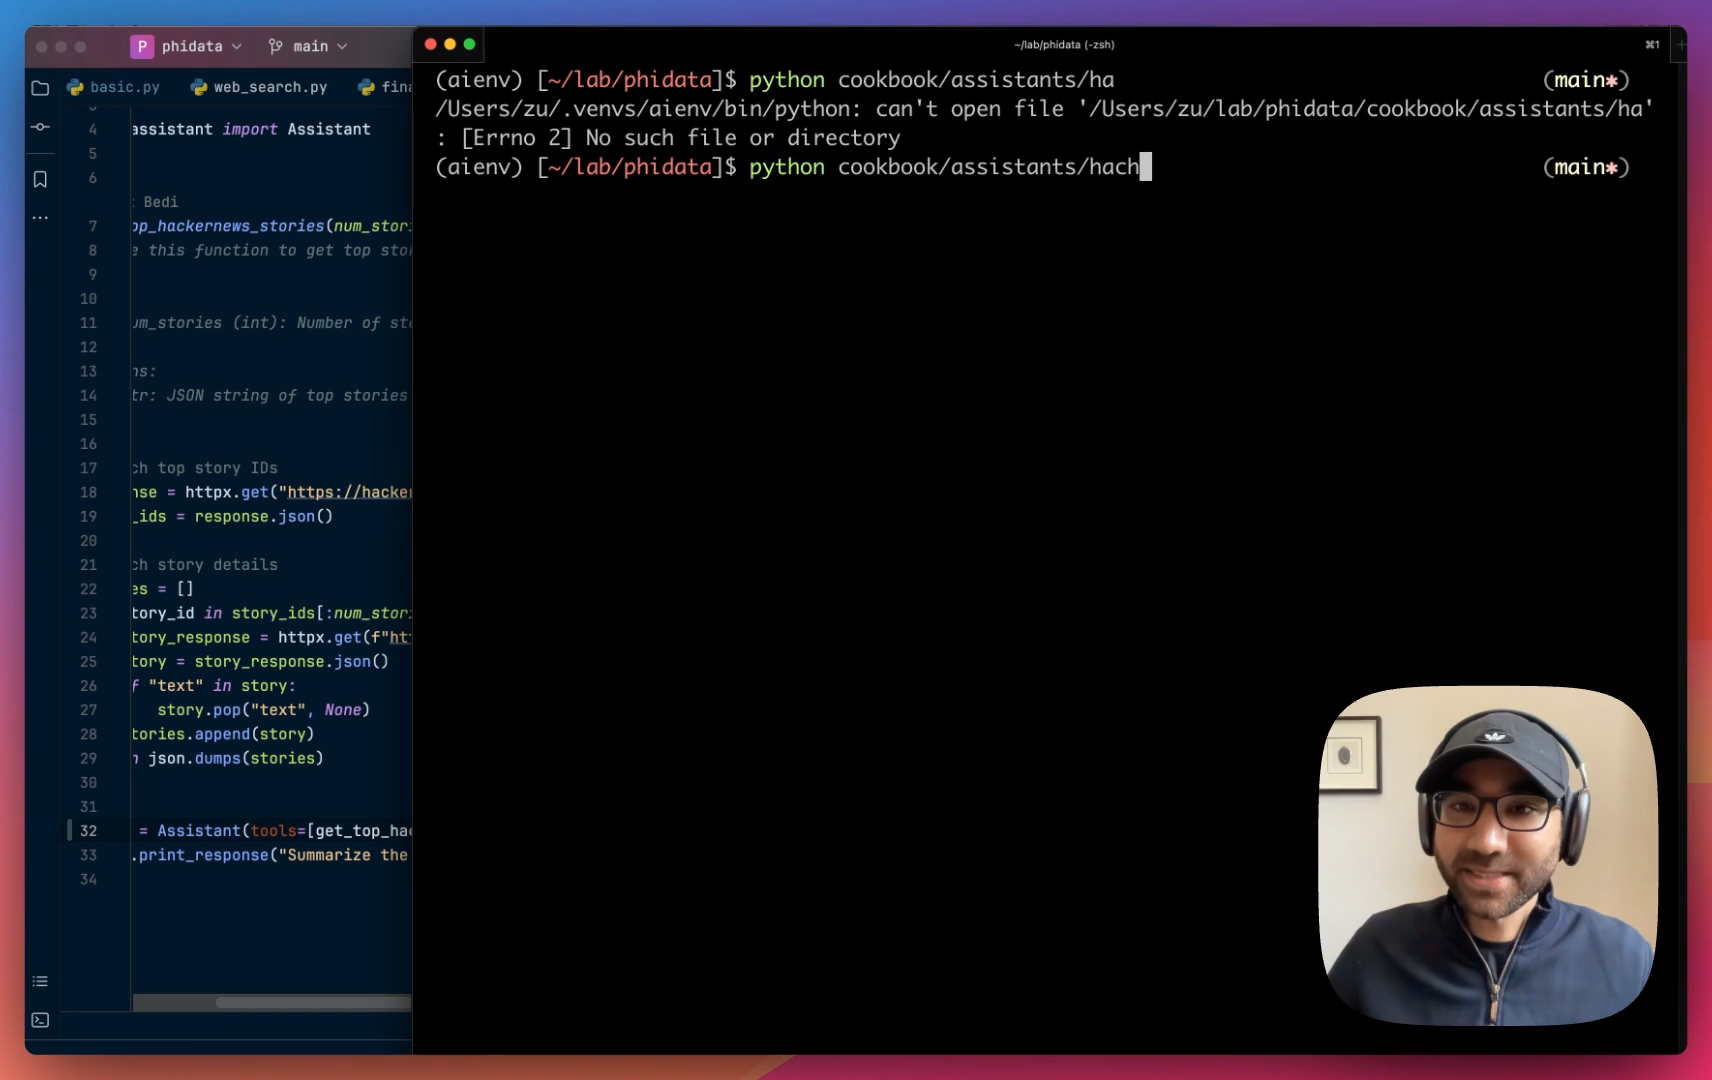 P phidata main
basic.py web_search.py fin
4 assistant import Assistant
5
6
: Bedi
7 op_hackernews_stories(num_stor
8 e this function to get top stor
9
10
11 um_stories (int): Number of sto
12
13 ns:
14 tr: JSON string of top stories
15
16
17 ch top story IDs
18 nse = httpx.get("https://hacker
19 _ids = response.json()
20
21 ch story details
22 es = []
23 tory_id in story_ids[:num_stor
24 tory_response = httpx.get(f"ht
25 tory = story_response.json()
26 f "text" in story:
27 story.pop("text", None)
28 tories.append(story)
29 n json.dumps(stories)
30
31
32 = Assistant(tools=[get_top_hac
33 .print_response("Summarize the
34
~/lab/phidata (-zsh) ⌘1
(aienv) [~/lab/phidata]$ python cookbook/assistants/ha (main✱)
/Users/zu/.venvs/aienv/bin/python: can't open file '/Users/zu/lab/phidata/cookbook/assistants/ha'
: [Errno 2] No such file or directory
(aienv) [~/lab/phidata]$ python cookbook/assistants/hach (main✱)